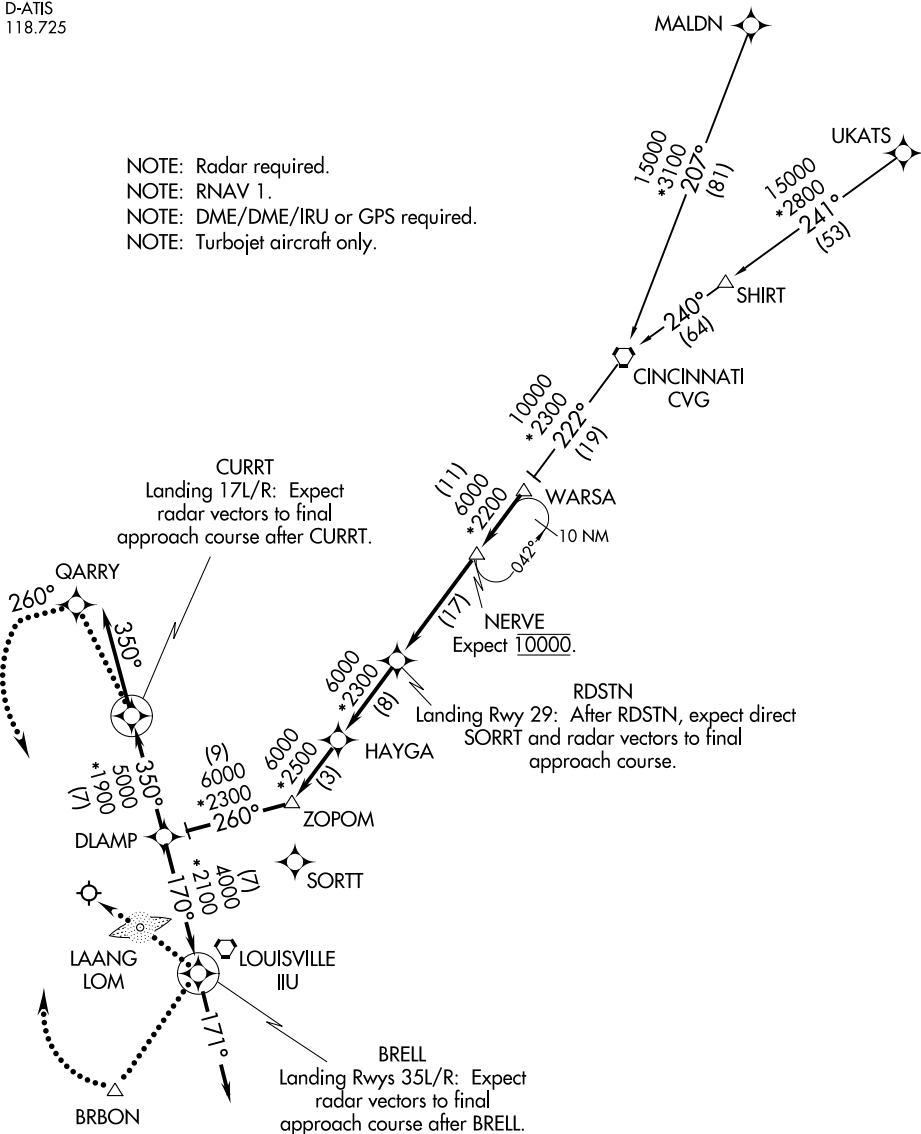 D-ATIS
118.725
MALDN
UKATS
NOTE: Radar required.
NOTE: RNAV 1.
NOTE: DME/DME/IRU or GPS required.
NOTE: Turbojet aircraft only.
15000
*3100
207°
(81)
15000
*2800
241°
(53)
SHIRT
240°
(64)
CINCINNATI
CVG
10000
*2300
222°
(19)
CURRT
Landing 17L/R: Expect
radar vectors to final
approach course after CURRT.
(11)
6000
*2200
WARSA
10 NM
042°
QARRY
260°
350°
(17)
NERVE
Expect 10000.
6000
*2300
(8)
RDSTN
Landing Rwy 29: After RDSTN, expect direct
SORRT and radar vectors to final
approach course.
HAYGA
6000
*2500
(3)
(9)
6000
*2300
260°
ZOPOM
350°
5000
*1900
(7)
DLAMP
SORTT
(7)
4000
*2100
170°
LAANG
LOM
LOUISVILLE
IIU
171°
BRELL
Landing Rwys 35L/R: Expect
radar vectors to final
approach course after BRELL.
BRBON